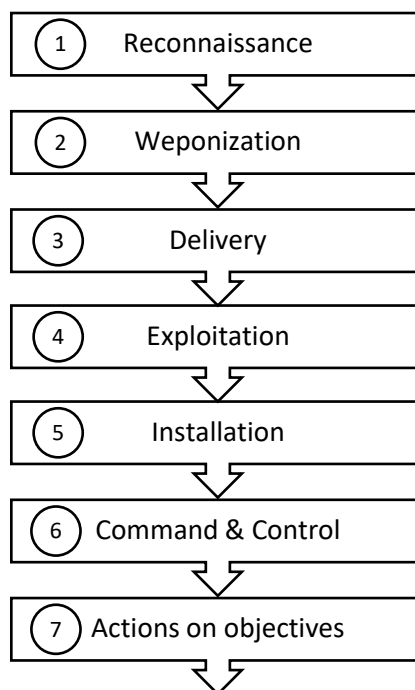 1 Reconnaissance
2 Weponization
3 Delivery
4 Exploitation
5 Installation
6 Command & Control
7 Actions on objectives